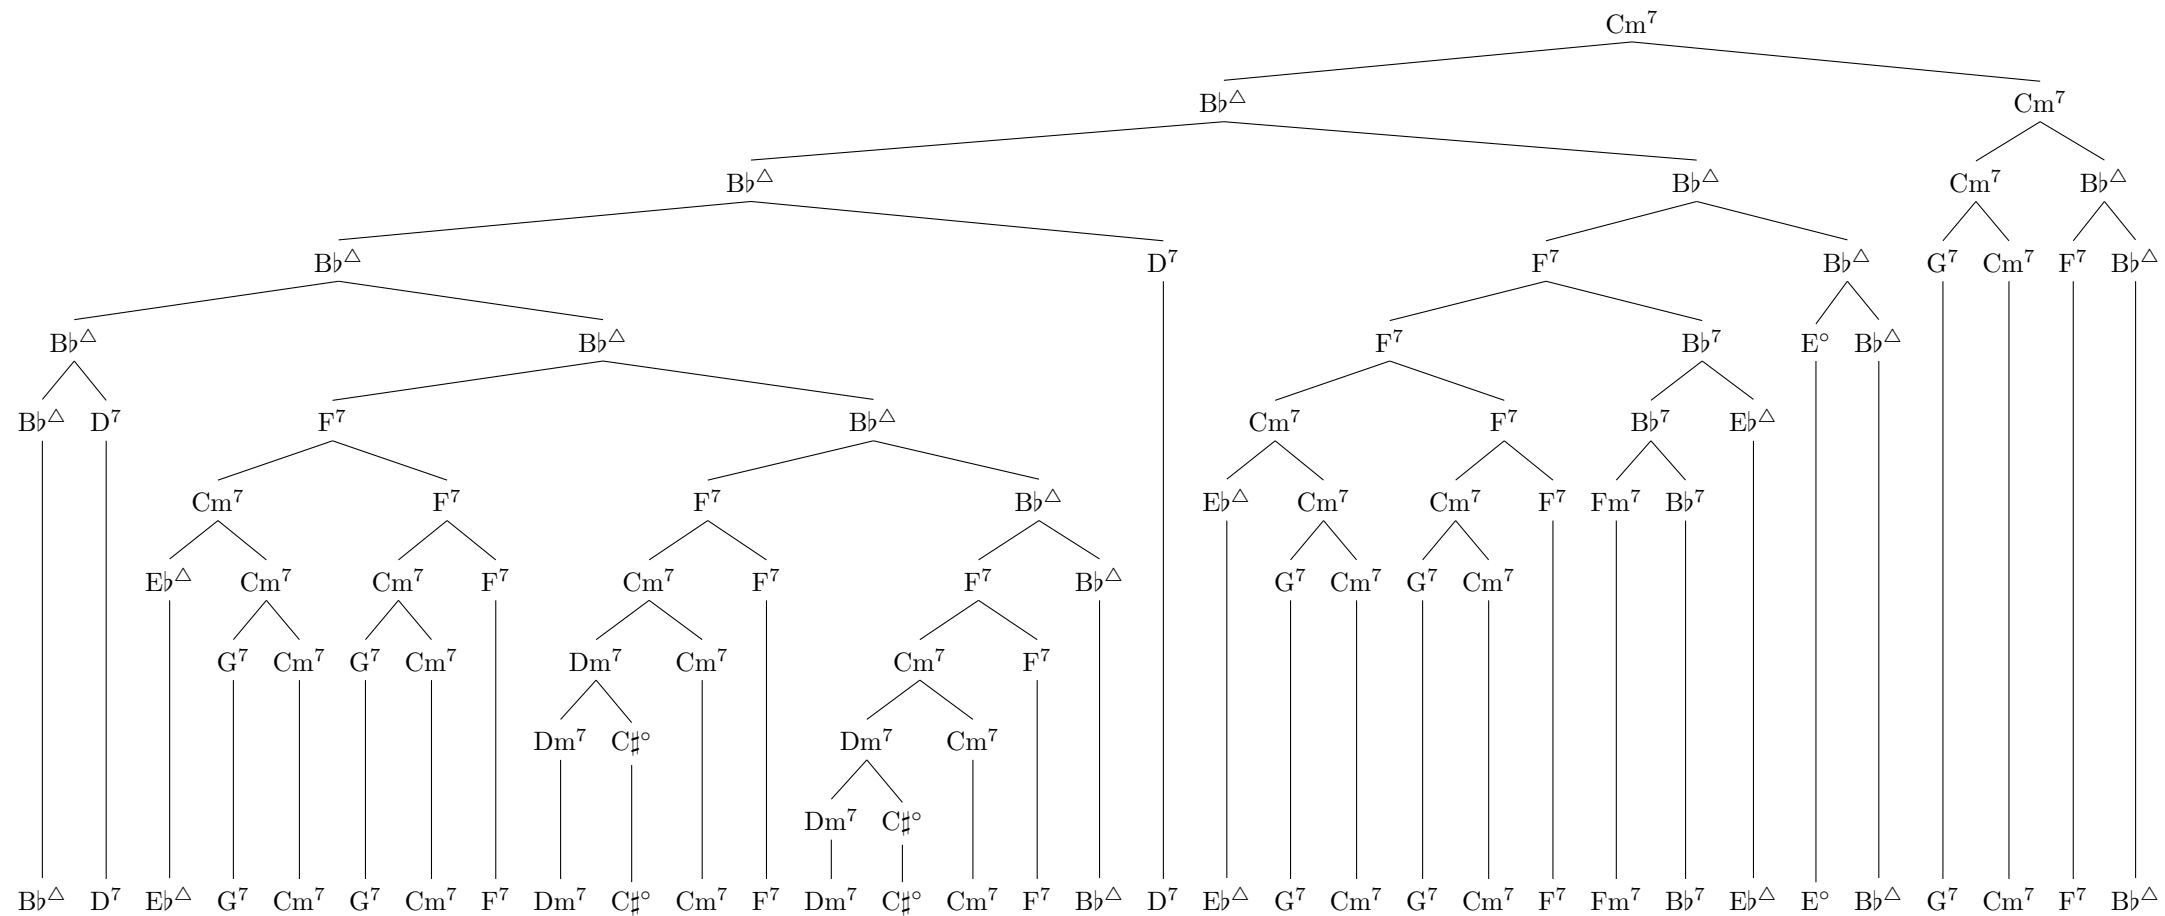 Cm⁷
B♭△ Cm⁷
B♭△ B♭△ Cm⁷ B♭△
B♭△ D⁷ F⁷ B♭△ G⁷ Cm⁷ F⁷ B♭△
B♭△ B♭△ F⁷ B♭⁷ E° B♭△
B♭△ D⁷ F⁷ B♭△ Cm⁷ F⁷ B♭⁷ E♭△
Cm⁷ F⁷ F⁷ B♭△ E♭△ Cm⁷ Cm⁷ F⁷ Fm⁷ B♭⁷
E♭△ Cm⁷ Cm⁷ F⁷ Cm⁷ F⁷ F⁷ B♭△ G⁷ Cm⁷ G⁷ Cm⁷
G⁷ Cm⁷ G⁷ Cm⁷ Dm⁷ Cm⁷ Cm⁷ F⁷
Dm⁷ C♯° Dm⁷ Cm⁷
Dm⁷ C♯°
B♭△ D⁷ E♭△ G⁷ Cm⁷ G⁷ Cm⁷ F⁷ Dm⁷ C♯° Cm⁷ F⁷ Dm⁷ C♯° Cm⁷ F⁷ B♭△ D⁷ E♭△ G⁷ Cm⁷ G⁷ Cm⁷ F⁷ Fm⁷ B♭⁷ E♭△ E° B♭△ G⁷ Cm⁷ F⁷ B♭△